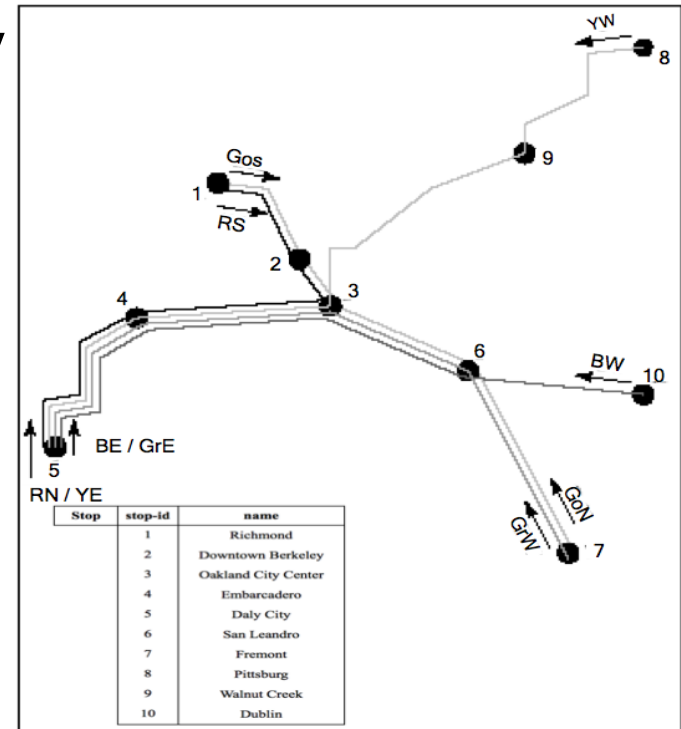 YW
8
9
Gos
1
RS
2
3
4
6
BW
10
5
BE / GrE
RN / YE
GoN
GrW
7
Stop stop-id name
1 Richmond
2 Downtown Berkeley
3 Oakland City Center
4 Embarcadero
5 Daly City
6 San Leandro
7 Fremont
8 Pittsburg
9 Walnut Creek
10 Dublin